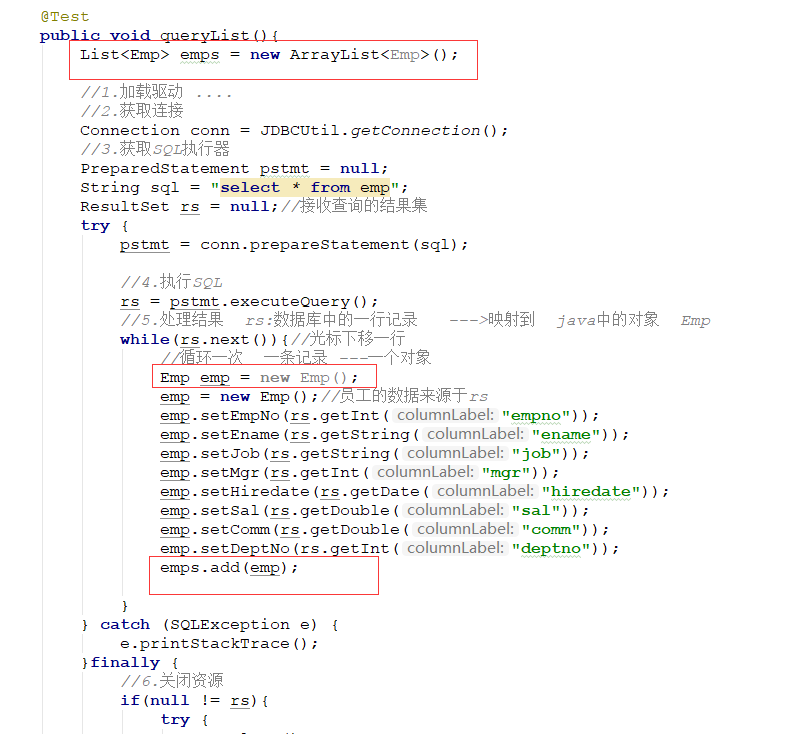 @Test
public void queryList(){
List<Emp> emps = new ArrayList<Emp>();
//1.加载驱动 ....
//2.获取连接
Connection conn = JDBCUtil.getConnection();
//3.获取SQL执行器
PreparedStatement pstmt = null;
String sql = "select * from emp";
ResultSet rs = null;//接收查询的结果集
try {
pstmt = conn.prepareStatement(sql);
//4.执行SQL
rs = pstmt.executeQuery();
//5.处理结果 rs:数据库中的一行记录 --->映射到 java中的对象 Emp
while(rs.next()){//光标下移一行
//循环一次 一条记录 ---一个对象
Emp emp = new Emp();
emp = new Emp();//员工的数据来源于rs
emp.setEmpNo(rs.getInt( columnLabel: "empno"));
emp.setEname(rs.getString( columnLabel: "ename"));
emp.setJob(rs.getString( columnLabel: "job"));
emp.setMgr(rs.getInt( columnLabel: "mgr"));
emp.setHiredate(rs.getDate( columnLabel: "hiredate"));
emp.setSal(rs.getDouble( columnLabel: "sal"));
emp.setComm(rs.getDouble( columnLabel: "comm"));
emp.setDeptNo(rs.getInt( columnLabel: "deptno"));
emps.add(emp);
}
} catch (SQLException e) {
e.printStackTrace();
}finally {
//6.关闭资源
if(null != rs){
try {